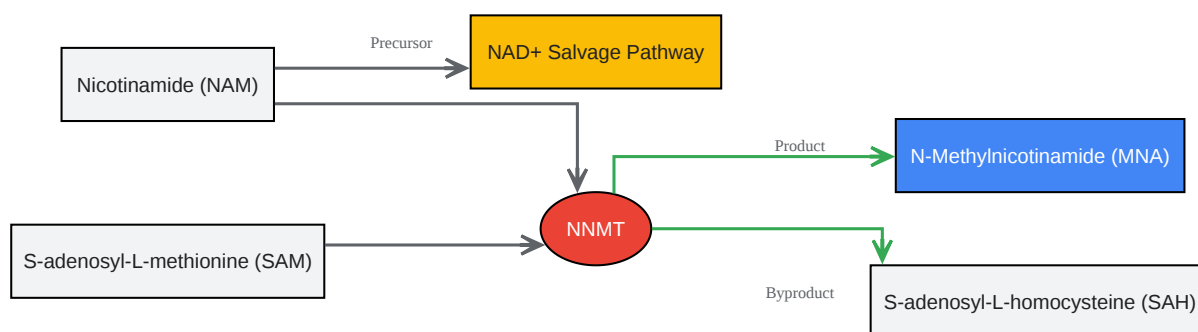 Precursor
NAD+ Salvage Pathway
Nicotinamide (NAM)
Product
N-Methylnicotinamide (MNA)
NNMT
S-adenosyl-L-methionine (SAM)
Byproduct
S-adenosyl-L-homocysteine (SAH)